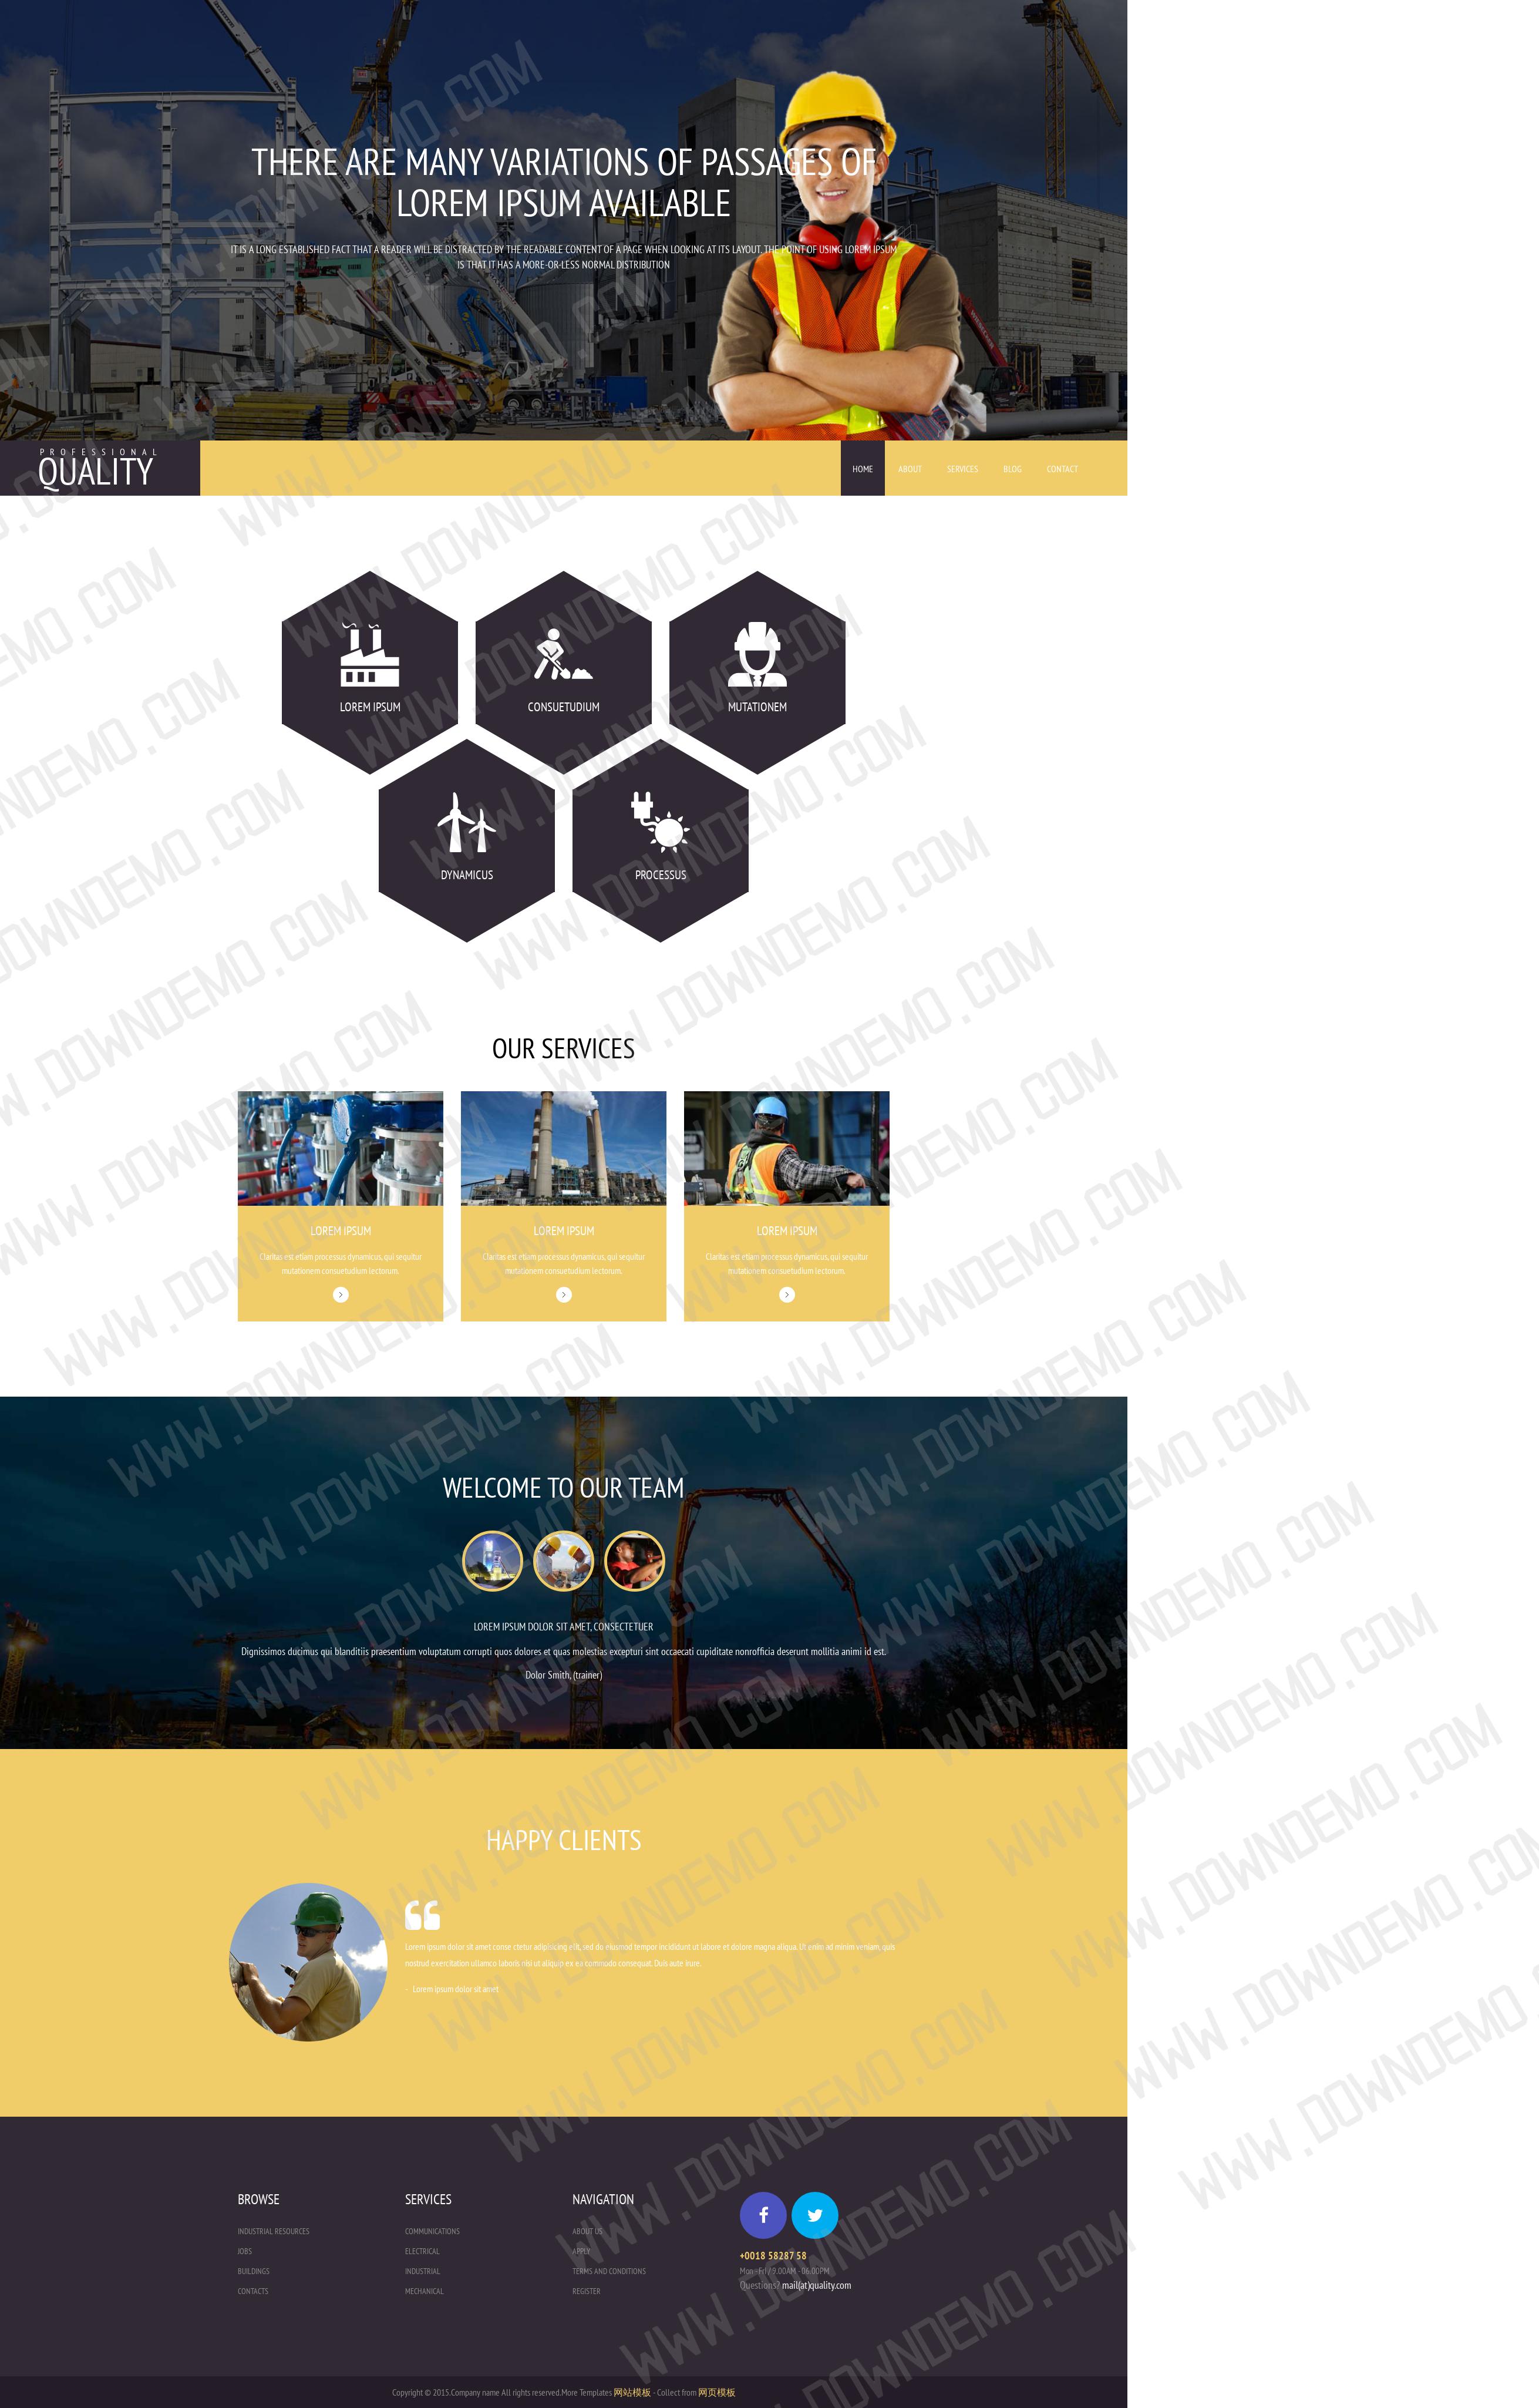 THERE ARE MANY VARIATIONS OF PASSAGES OF
LOREM IPSUM AVAILABLE
IT IS A LONG ESTABLISHED FACT THAT A READER WILL BE DISTRACTED BY THE READABLE CONTENT OF A PAGE WHEN LOOKING AT ITS LAYOUT. THE POINT OF USING LOREM IPSUM
IS THAT IT HAS A MORE-OR-LESS NORMAL DISTRIBUTION
PROFESSIONAL
QUALITY
HOME ABOUT SERVICES BLOG CONTACT
LOREM IPSUM CONSUETUDIUM MUTATIONEM
DYNAMICUS PROCESSUS
OUR SERVICES
LOREM IPSUM
Claritas est etiam processus dynamicus, qui sequitur
mutationem consuetudium lectorum.
LOREM IPSUM
Claritas est etiam processus dynamicus, qui sequitur
mutationem consuetudium lectorum.
LOREM IPSUM
Claritas est etiam processus dynamicus, qui sequitur
mutationem consuetudium lectorum.
WELCOME TO OUR TEAM
LOREM IPSUM DOLOR SIT AMET, CONSECTETUER
Dignissimos ducimus qui blanditiis praesentium voluptatum corrupti quos dolores et quas molestias excepturi sint occaecati cupiditate nonrofficia deserunt mollitia animi id est.
Dolor Smith, (trainer)
HAPPY CLIENTS
Lorem ipsum dolor sit amet conse ctetur adipisicing elit, sed do eiusmod tempor incididunt ut labore et dolore magna aliqua. Ut enim ad minim veniam, quis
nostrud exercitation ullamco laboris nisi ut aliquip ex ea commodo consequat. Duis aute irure.
- Lorem ipsum dolor sit amet
BROWSE
INDUSTRIAL RESOURCES
JOBS
BUILDINGS
CONTACTS
SERVICES
COMMUNICATIONS
ELECTRICAL
INDUSTRIAL
MECHANICAL
NAVIGATION
ABOUT US
APPLY
TERMS AND CONDITIONS
REGISTER
+0018 58287 58
Mon - Fri / 9.00AM - 06.00PM
Questions? mail(at)quality.com
Copyright © 2015.Company name All rights reserved.More Templates 网站模板 - Collect from 网页模板
WWW.DOWNDEMO.COM